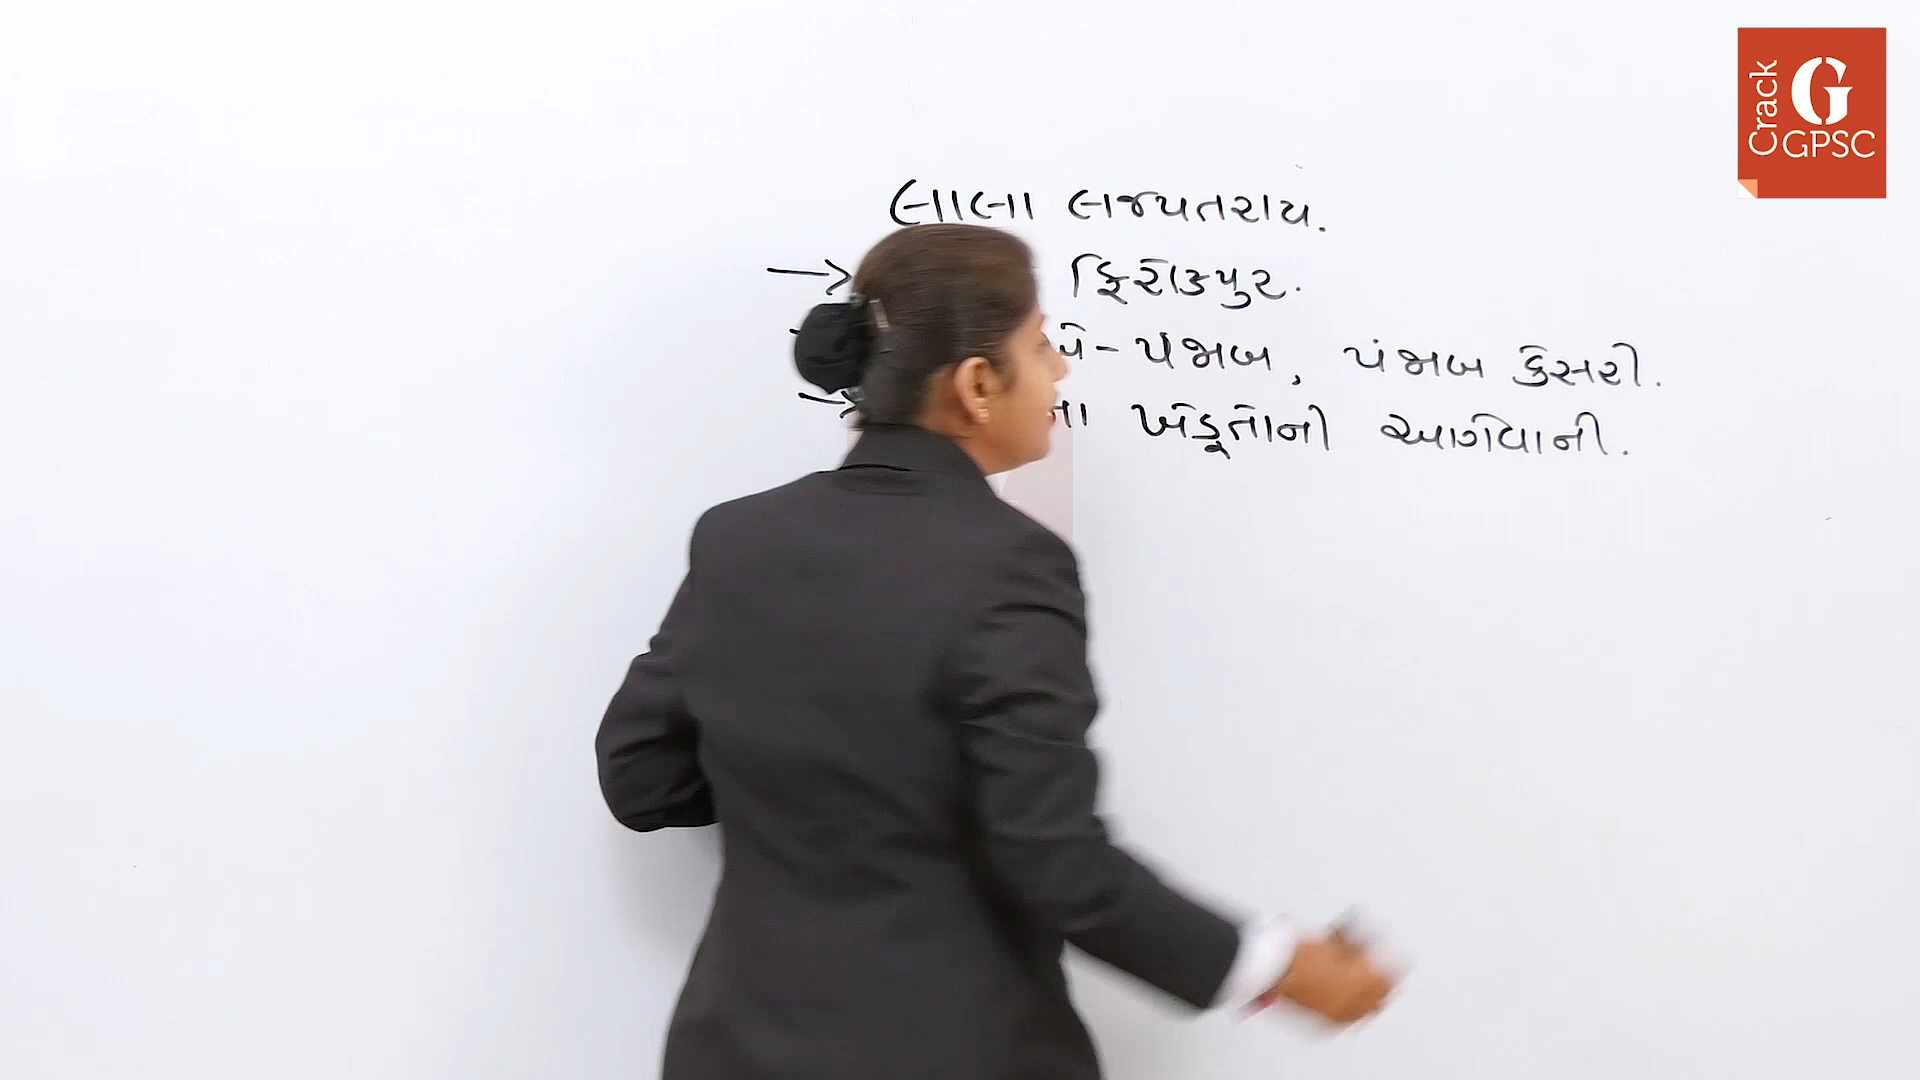 લાલા લજપતરાય.
→ ફિરોઝપુર.
એ - પંજાબ, પંજાબ કેસરી.
→ ના ખેડૂતોની આગેવાની.
Crack
G
GPSC